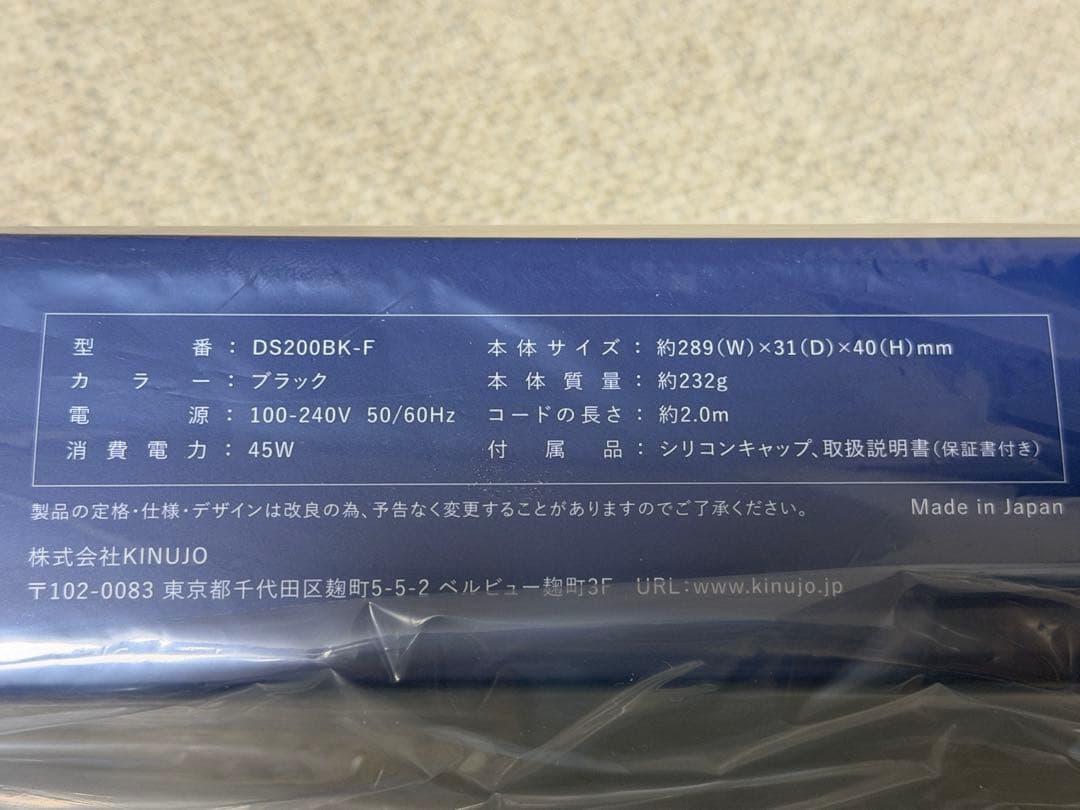 型番：DS200BK-F 本体サイズ：約289(W)×31(D)×40(H)mm
カラー：ブラック 本体質量：約232g
電源：100-240V 50/60Hz コードの長さ：約2.0m
消費電力：45W 付属品：シリコンキャップ、取扱説明書(保証書付き)
製品の定格・仕様・デザインは改良の為、予告なく変更することがありますのでご了承ください。 Made in Japan
株式会社KINUJO
〒102-0083 東京都千代田区麹町5-5-2 ベルビュー麹町3F URL：www.kinujo.jp